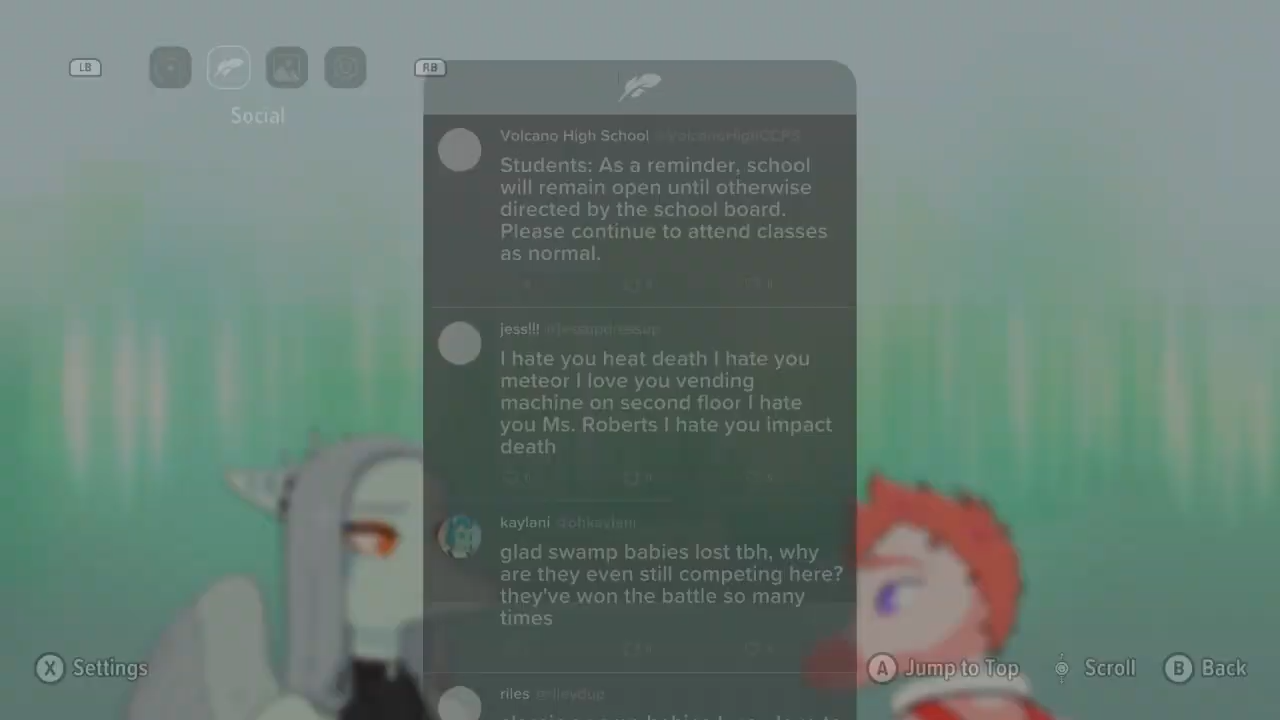 LB
RB
Social
Volcano High School @VolcanoHighCCPS
Students: As a reminder, school
will remain open until otherwise
directed by the school board.
Please continue to attend classes
as normal.
jess!!!
I hate you heat death I hate you
meteor I love you vending
machine on second floor I hate
you Ms. Roberts I hate you impact
death
kaylani @ohkaylani
glad swamp babies lost tbh, why
are they even still competing here?
they've won the battle so many
times
X Settings
A Jump to Top
Scroll
B Back
riles